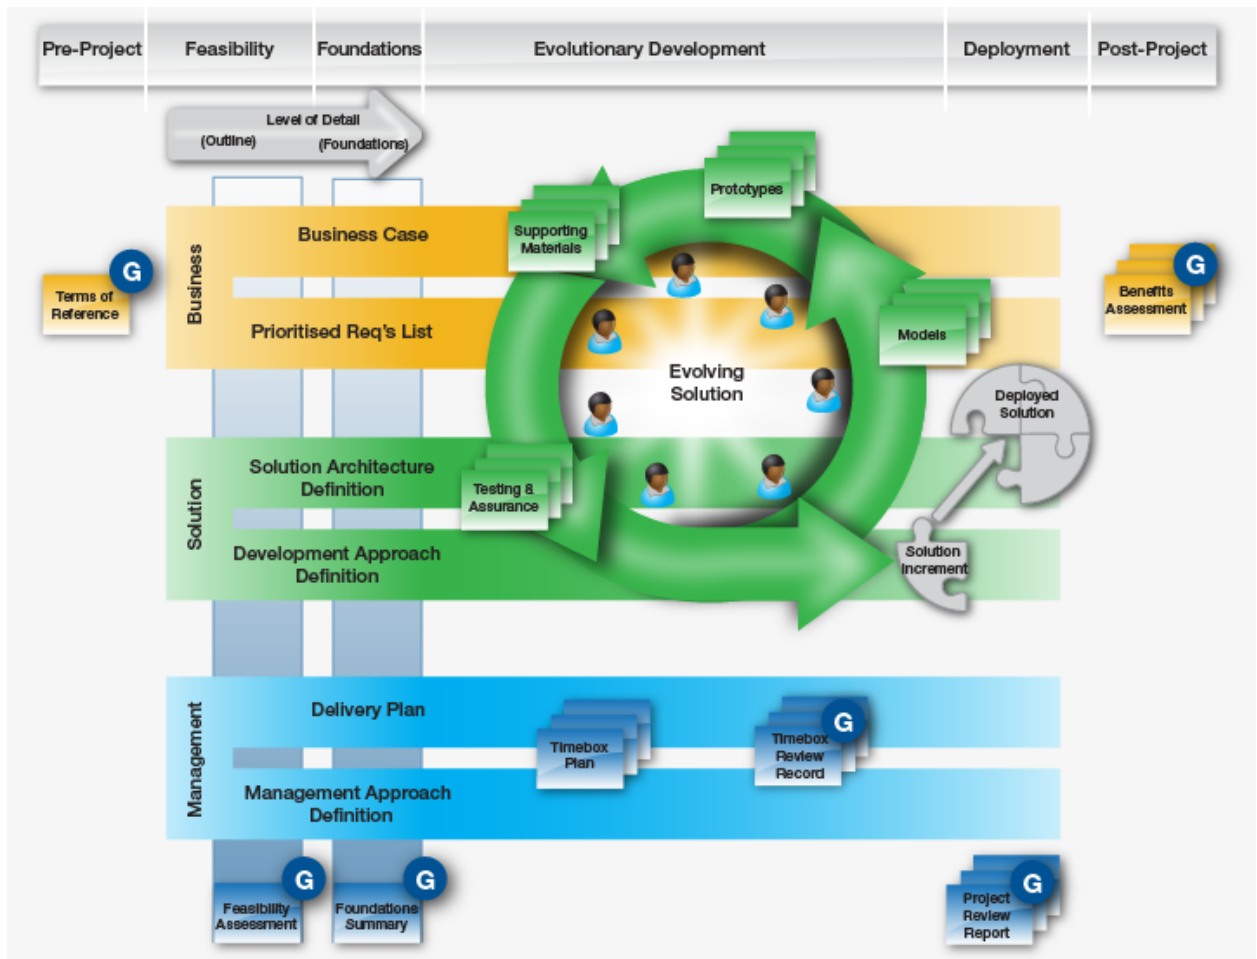 Pre-Project
Feasibility
Foundations
Evolutionary Development
Deployment
Post-Project
Level of Detail
(Outline)
(Foundations)
Business
Business Case
Prioritised Req's List
Terms of
Reference
G
Supporting
Materials
Prototypes
Models
Evolving
Solution
Testing &
Assurance
Benefits
Assessment
G
Deployed
Solution
Solution
Increment
Solution
Solution Architecture
Definition
Development Approach
Definition
Management
Delivery Plan
Management Approach
Definition
Timebox
Plan
Timebox
Review
Record
G
Feasibility
Assessment
G
Foundations
Summary
G
Project
Review
Report
G